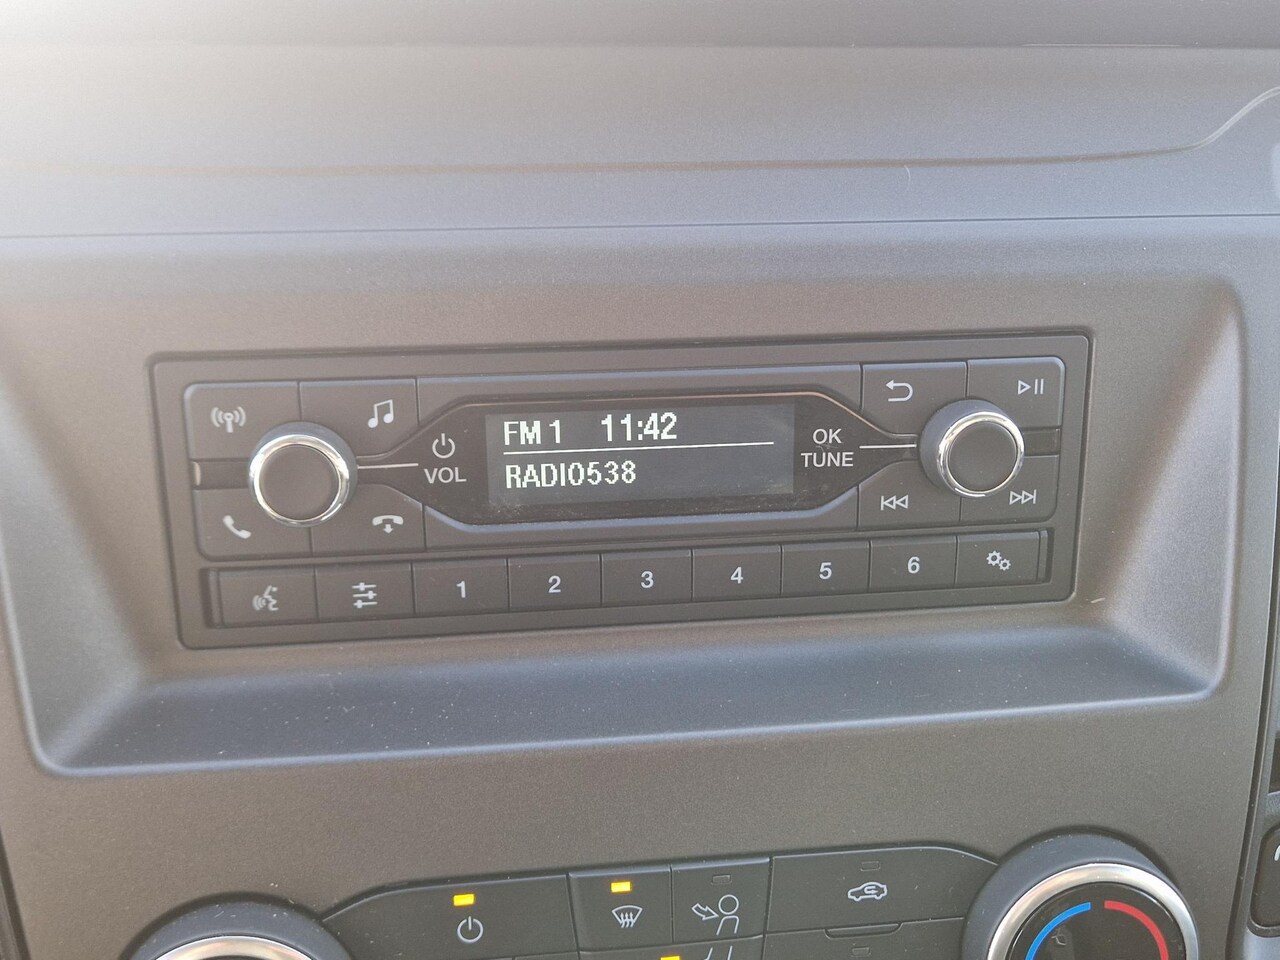 FM 1 11:42
RADIO538
VOL
OK
TUNE
1 2 3 4 5 6